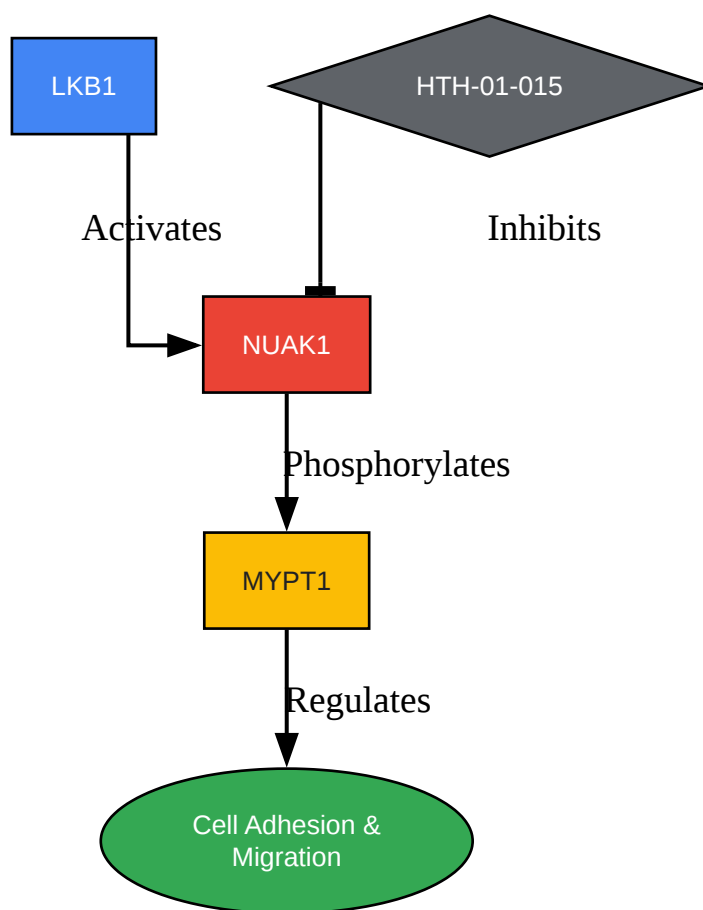 LKB1
HTH-01-015
Activates
Inhibits
NUAK1
Phosphorylates
MYPT1
Regulates
Cell Adhesion &
Migration